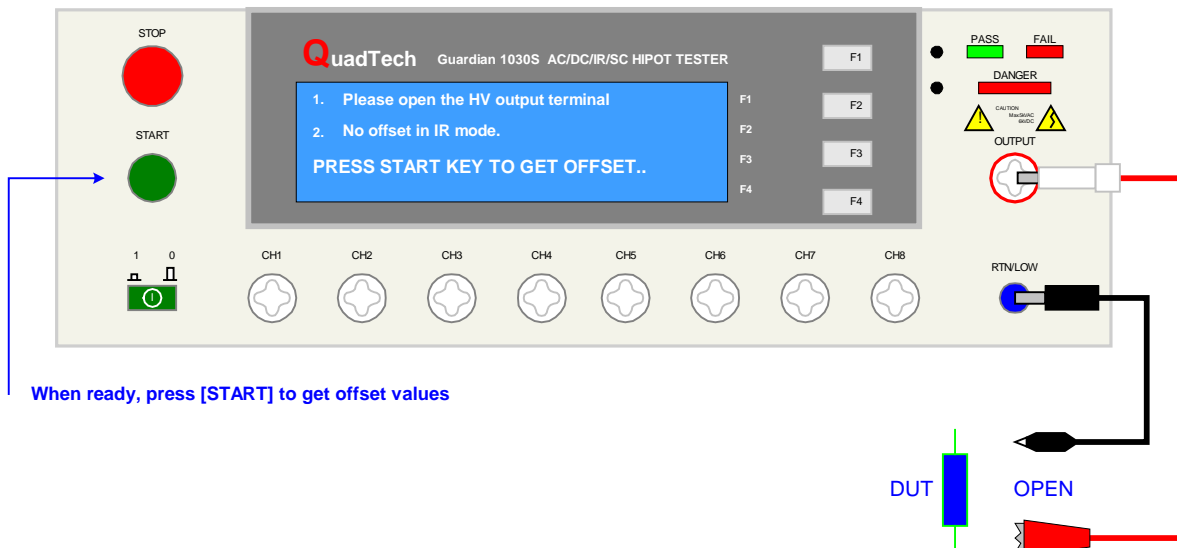 STOP
START
1 0
QuadTech Guardian 1030S AC/DC/IR/SC HIPOT TESTER
1. Please open the HV output terminal
2. No offset in IR mode.
PRESS START KEY TO GET OFFSET..
F1
F2
F3
F4
F1
F2
F3
F4
PASS FAIL
DANGER
CAUTION
OUTPUT
CH1 CH2 CH3 CH4 CH5 CH6 CH7 CH8
RTN/LOW
When ready, press [START] to get offset values
DUT OPEN